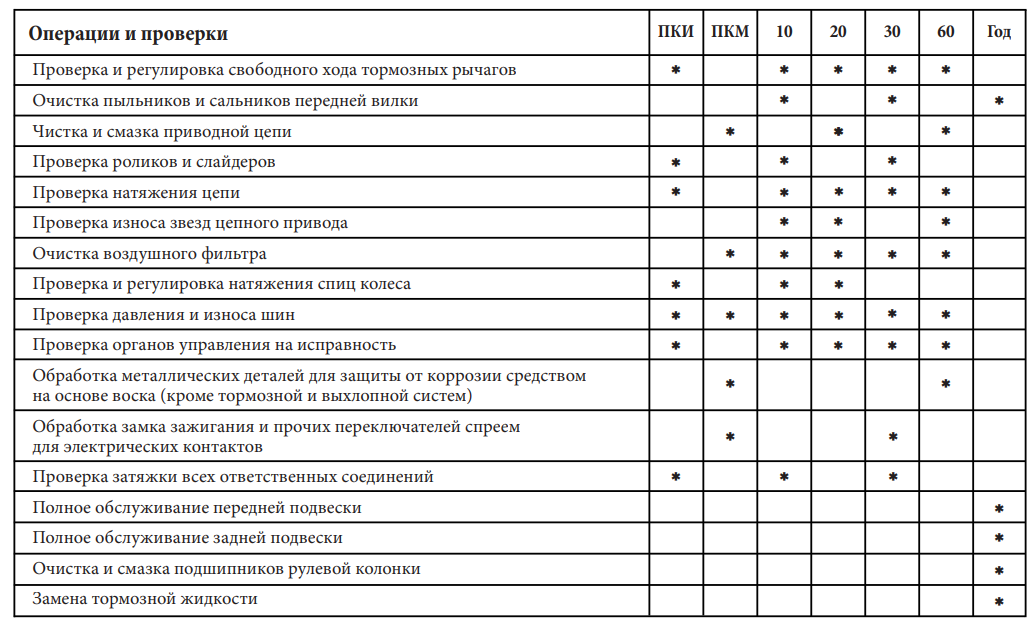 Операции и проверки ПКИ ПКМ 10 20 30 60 Год
Проверка и регулировка свободного хода тормозных рычагов * * * * *
Очистка пыльников и сальников передней вилки * * *
Чистка и смазка приводной цепи * * *
Проверка роликов и слайдеров * * *
Проверка натяжения цепи * * * * *
Проверка износа звезд цепного привода * * *
Очистка воздушного фильтра * * * * *
Проверка и регулировка натяжения спиц колеса * * *
Проверка давления и износа шин * * * * * *
Проверка органов управления на исправность * * * * *
Обработка металлических деталей для защиты от коррозии средством
на основе воска (кроме тормозной и выхлопной систем) * *
Обработка замка зажигания и прочих переключателей спреем
для электрических контактов * *
Проверка затяжки всех ответственных соединений * * *
Полное обслуживание передней подвески *
Полное обслуживание задней подвески *
Очистка и смазка подшипников рулевой колонки *
Замена тормозной жидкости *